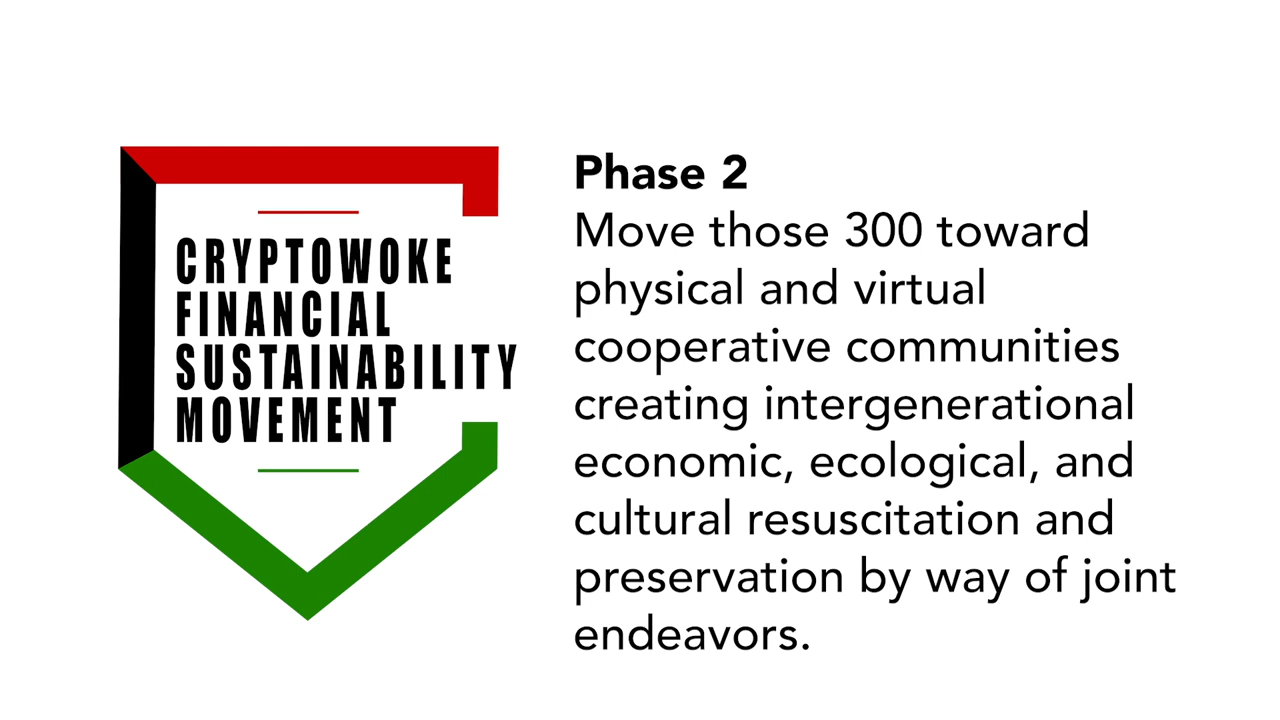 CRYPTOWOKE
FINANCIAL
SUSTAINABILITY
MOVEMENT
Phase 2
Move those 300 toward
physical and virtual
cooperative communities
creating intergenerational
economic, ecological, and
cultural resuscitation and
preservation by way of joint
endeavors.